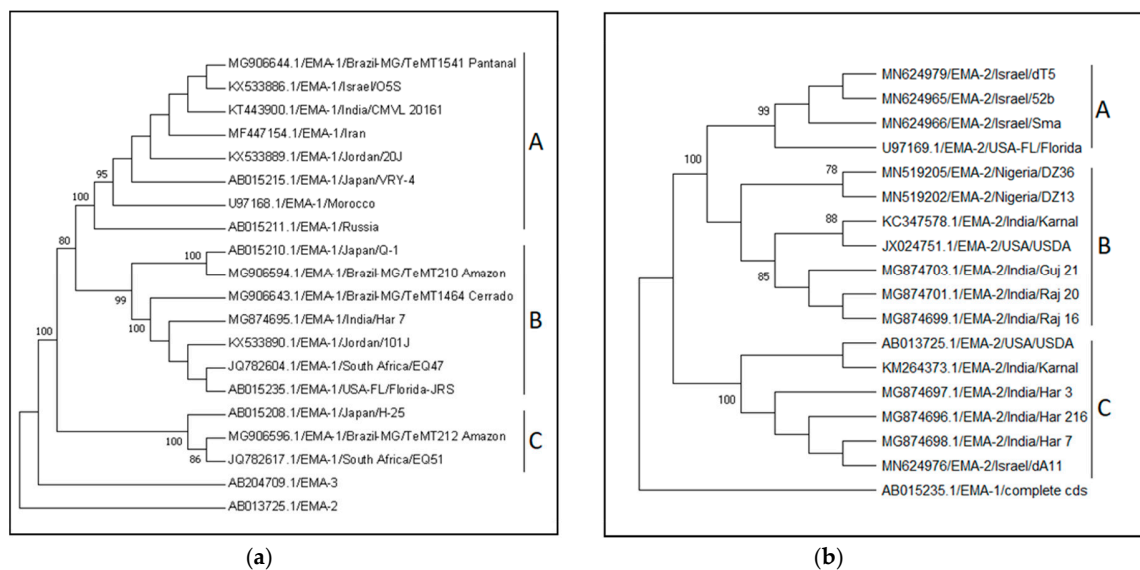 MG906644.1/EMA-1/Brazil-MG/TeMT1541 Pantanal
KX533886.1/EMA-1/Israel/O5S
KT443900.1/EMA-1/India/CMVL 20161
MF447154.1/EMA-1/Iran
KX533889.1/EMA-1/Jordan/20J
AB015215.1/EMA-1/Japan/VRY-4
U97168.1/EMA-1/Morocco
AB015211.1/EMA-1/Russia
A
95
100
80
AB015210.1/EMA-1/Japan/Q-1
MG906594.1/EMA-1/Brazil-MG/TeMT210 Amazon
MG906643.1/EMA-1/Brazil-MG/TeMT1464 Cerrado
MG874695.1/EMA-1/India/Har 7
KX533890.1/EMA-1/Jordan/101J
JQ782604.1/EMA-1/South Africa/EQ47
AB015235.1/EMA-1/USA-FL/Florida-JRS
B
100
99
100
100
AB015208.1/EMA-1/Japan/H-25
MG906596.1/EMA-1/Brazil-MG/TeMT212 Amazon
JQ782617.1/EMA-1/South Africa/EQ51
C
100
86
AB204709.1/EMA-3
AB013725.1/EMA-2
(a)
MN624979/EMA-2/Israel/dT5
MN624965/EMA-2/Israel/52b
MN624966/EMA-2/Israel/Sma
U97169.1/EMA-2/USA-FL/Florida
A
99
100
MN519205/EMA-2/Nigeria/DZ36
MN519202/EMA-2/Nigeria/DZ13
KC347578.1/EMA-2/India/Karnal
JX024751.1/EMA-2/USA/USDA
MG874703.1/EMA-2/India/Guj 21
MG874701.1/EMA-2/India/Raj 20
MG874699.1/EMA-2/India/Raj 16
B
78
88
85
AB013725.1/EMA-2/USA/USDA
KM264373.1/EMA-2/India/Karnal
MG874697.1/EMA-2/India/Har 3
MG874696.1/EMA-2/India/Har 216
MG874698.1/EMA-2/India/Har 7
MN624976/EMA-2/Israel/dA11
C
100
AB015235.1/EMA-1/complete cds
(b)